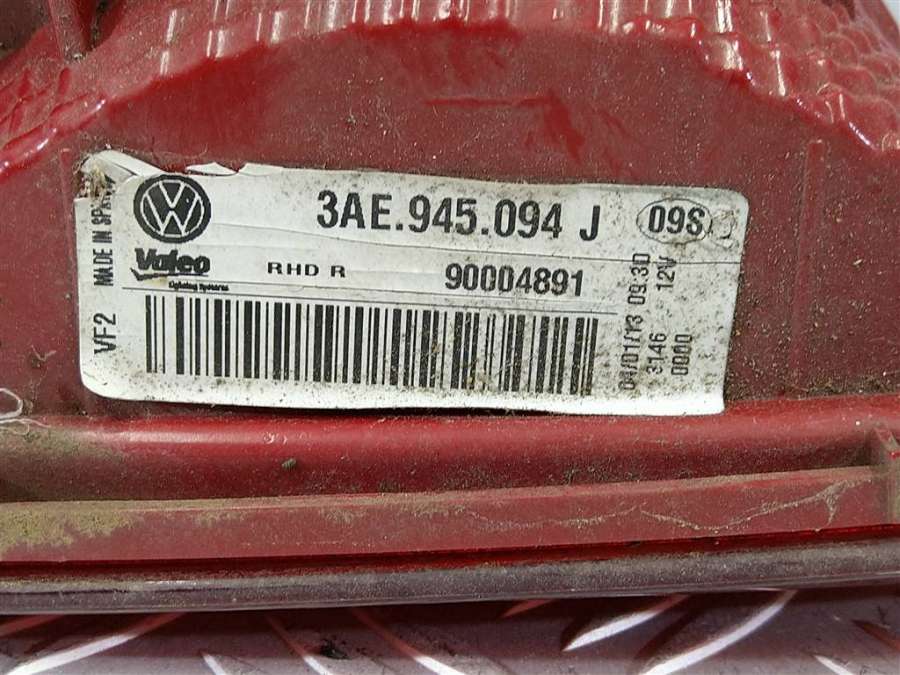 MADE IN SPAIN
VW
3AE.945.094 J
09S
Valeo
Lighting Systems
RHD R
90004891
VF2
04/01/13 09:30
3146 12V
0000